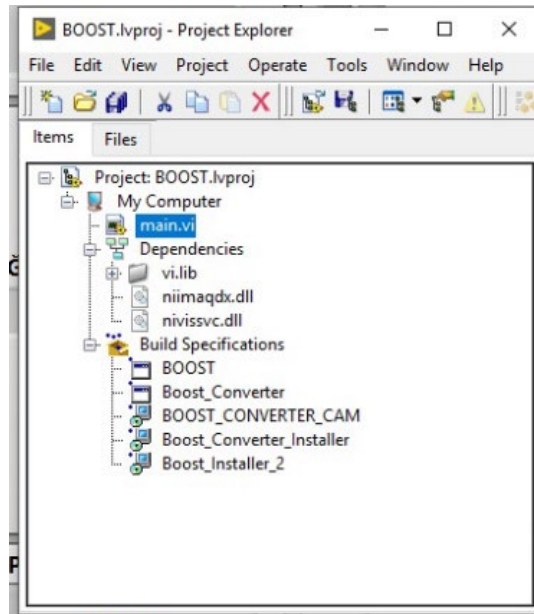 BOOST.lvproj - Project Explorer
File Edit View Project Operate Tools Window Help
Items Files
Project: BOOST.lvproj
My Computer
main.vi
Dependencies
vi.lib
niimaqdx.dll
nivissvc.dll
Build Specifications
BOOST
Boost_Converter
BOOST_CONVERTER_CAM
Boost_Converter_Installer
Boost_Installer_2